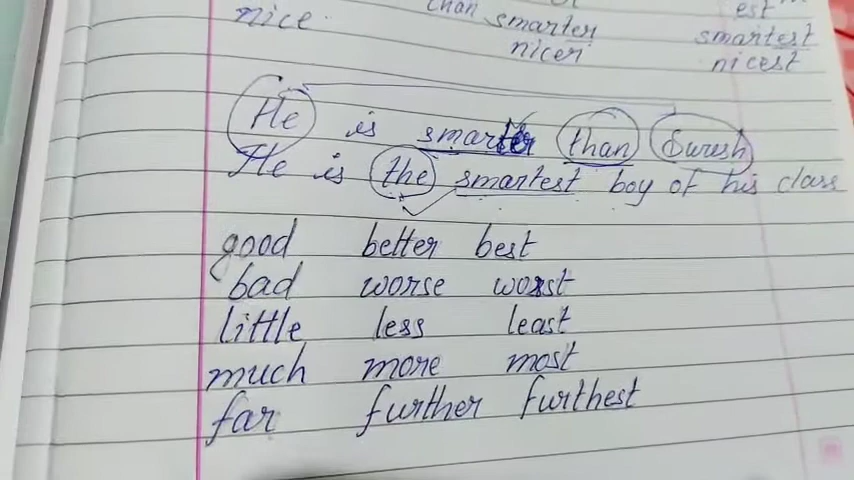 est
nice. than smarter smartest
nicer nicest
He is smarter than Suresh
He is the smartest boy of his class
good better best
bad worse worst
little less least
much more most
far further furthest